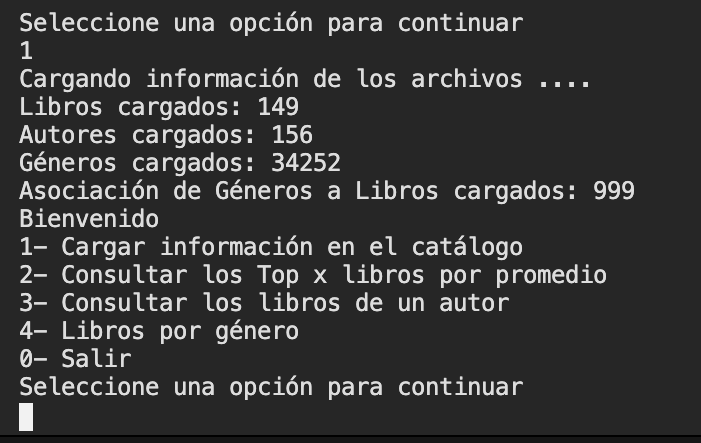 Seleccione una opción para continuar
1
Cargando información de los archivos ....
Libros cargados: 149
Autores cargados: 156
Géneros cargados: 34252
Asociación de Géneros a Libros cargados: 999
Bienvenido
1- Cargar información en el catálogo
2- Consultar los Top x libros por promedio
3- Consultar los libros de un autor
4- Libros por género
0- Salir
Seleccione una opción para continuar